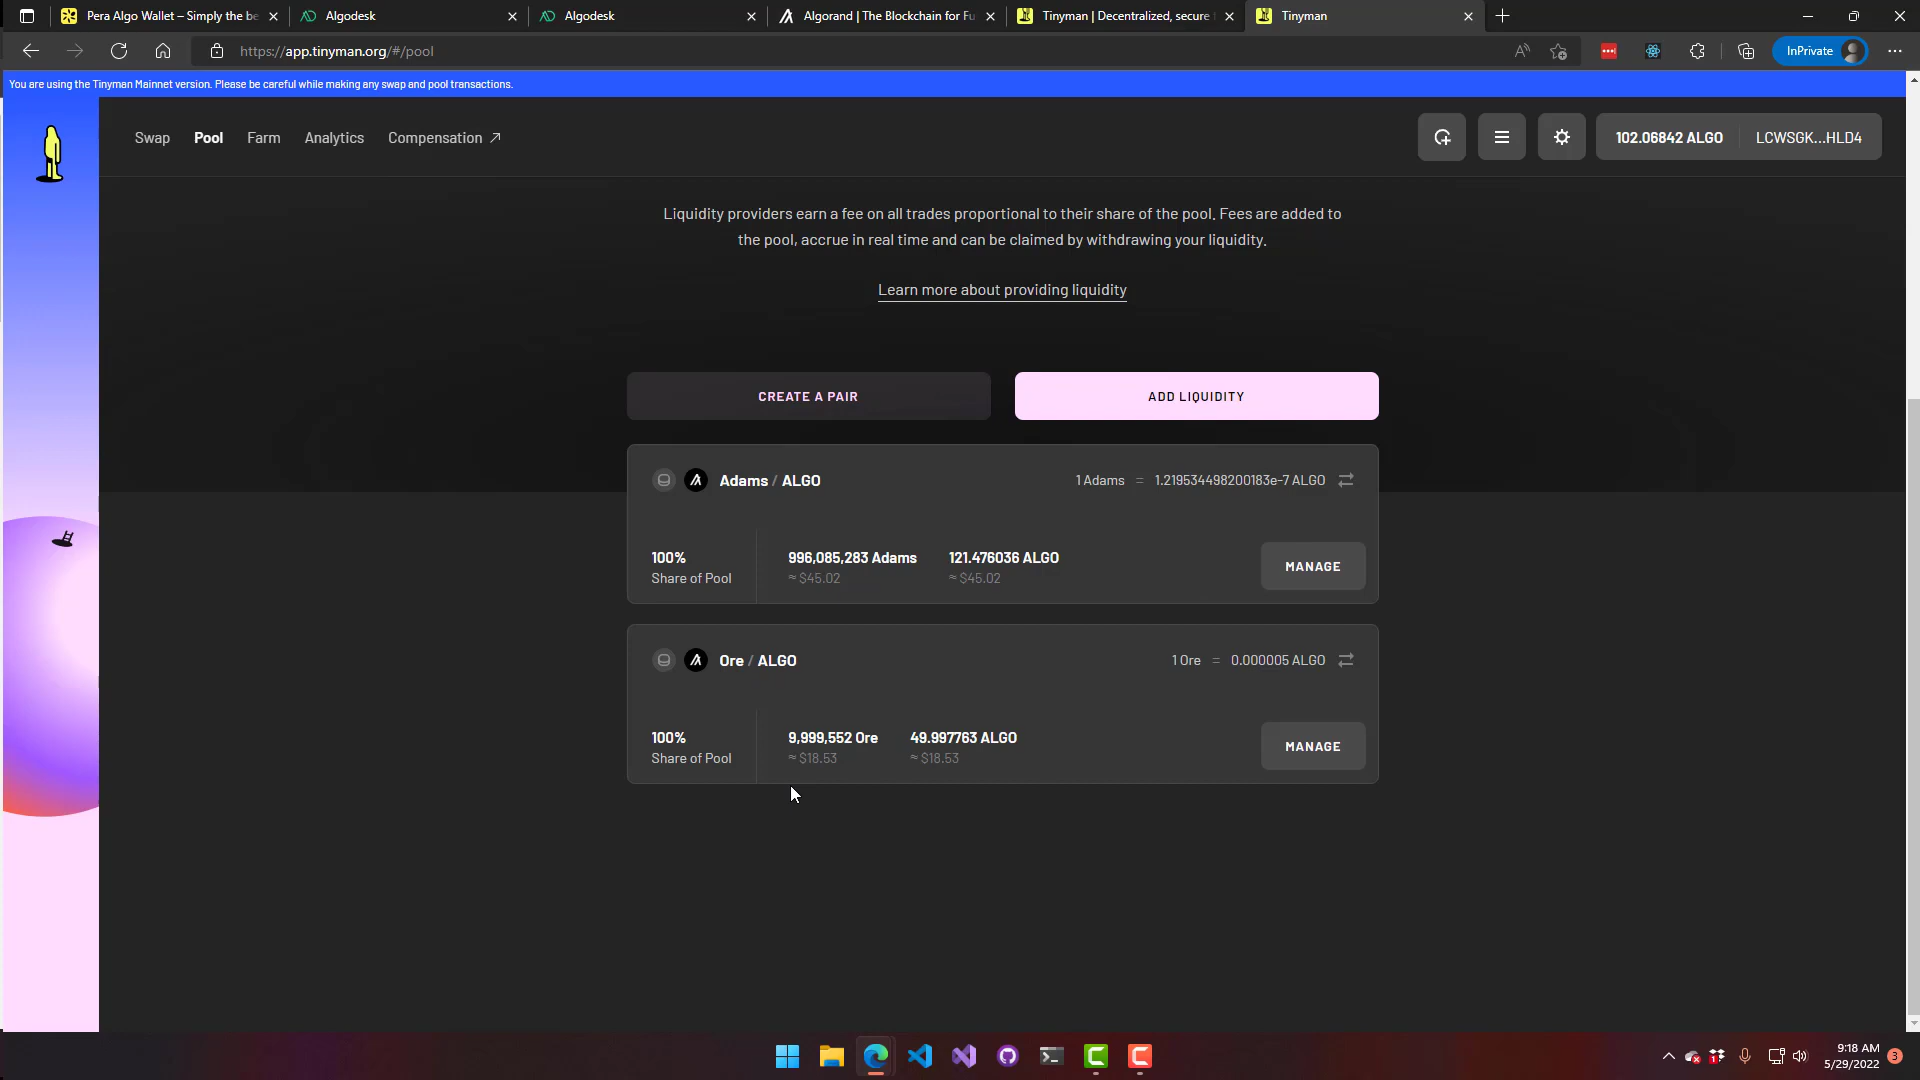 Pera Algo Wallet – Simply the be
Algodesk
Algodesk
Algorand | The Blockchain for Fu
Tinyman | Decentralized, secure
Tinyman
https://app.tinyman.org/#/pool
InPrivate
You are using the Tinyman Mainnet version. Please be careful while making any swap and pool transactions.
Swap
Pool
Farm
Analytics
Compensation
102.06842 ALGO
LCWSGK...HLD4
Liquidity providers earn a fee on all trades proportional to their share of the pool. Fees are added to
the pool, accrue in real time and can be claimed by withdrawing your liquidity.
Learn more about providing liquidity
CREATE A PAIR
ADD LIQUIDITY
Adams / ALGO
1 Adams = 1.219534498200183e-7 ALGO
100%
Share of Pool
996,085,283 Adams
≈ $45.02
121.476036 ALGO
≈ $45.02
MANAGE
Ore / ALGO
1 Ore = 0.000005 ALGO
100%
Share of Pool
9,999,552 Ore
≈ $18.53
49.997763 ALGO
≈ $18.53
MANAGE
9:18 AM
5/29/2022
3